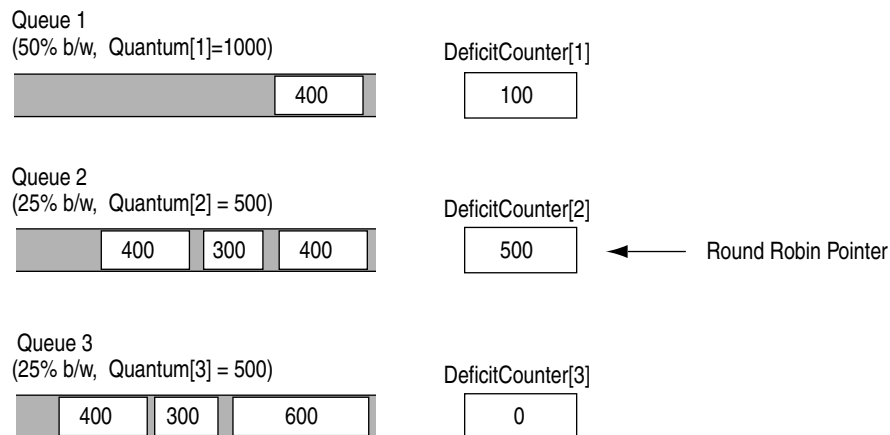 Queue 1
(50% b/w, Quantum[1]=1000)
DeficitCounter[1]
400
100
Queue 2
(25% b/w, Quantum[2] = 500)
DeficitCounter[2]
400 300 400
500
Round Robin Pointer
Queue 3
(25% b/w, Quantum[3] = 500)
DeficitCounter[3]
400 300 600
0